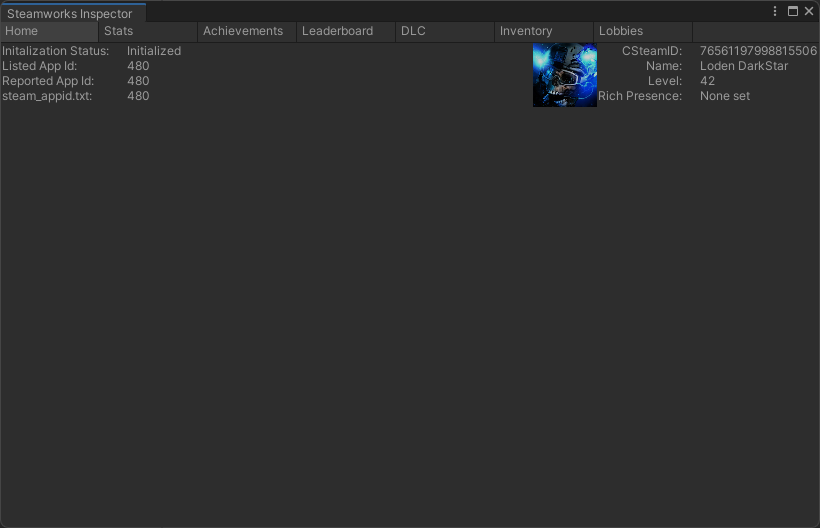 Steamworks Inspector
Home Stats Achievements Leaderboard DLC Inventory Lobbies
Initalization Status: Initialized CSteamID: 76561197998815506
Listed App Id: 480 Name: Loden DarkStar
Reported App Id: 480 Level: 42
steam_appid.txt: 480 Rich Presence: None set